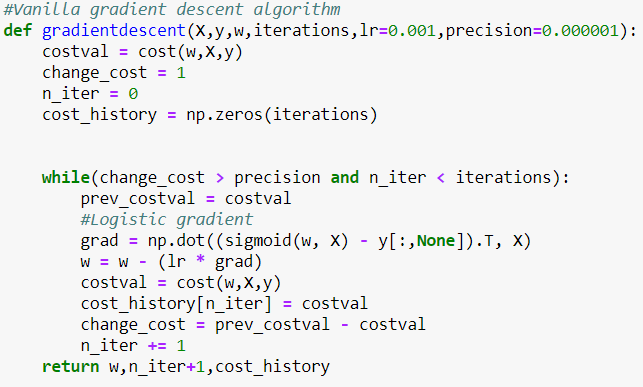 #Vanilla gradient descent algorithm
def gradientdescent(X,y,w,iterations,lr=0.001,precision=0.000001):
    costval = cost(w,X,y)
    change_cost = 1
    n_iter = 0
    cost_history = np.zeros(iterations)
    while(change_cost > precision and n_iter < iterations):
        prev_costval = costval
        #Logistic gradient
        grad = np.dot((sigmoid(w, X) - y[:,None]).T, X)
        w = w - (lr * grad)
        costval = cost(w,X,y)
        cost_history[n_iter] = costval
        change_cost = prev_costval - costval
        n_iter += 1
    return w,n_iter+1,cost_history